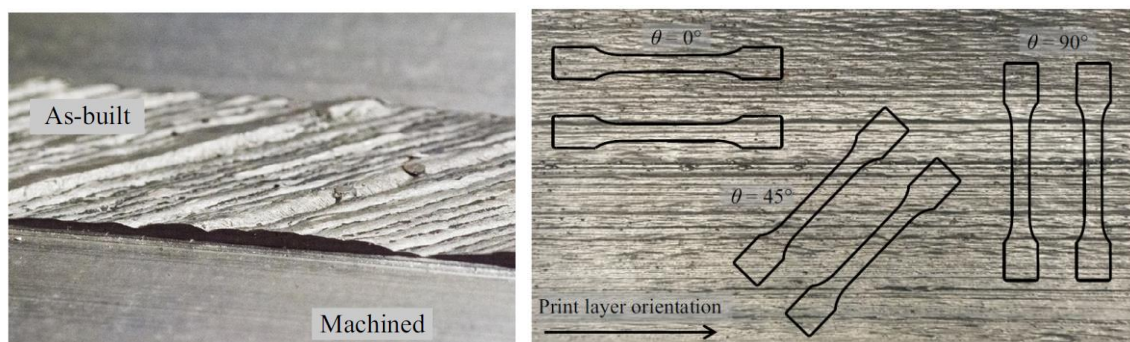 As-built
Machined
θ = 0°
θ = 90°
θ = 45°
Print layer orientation